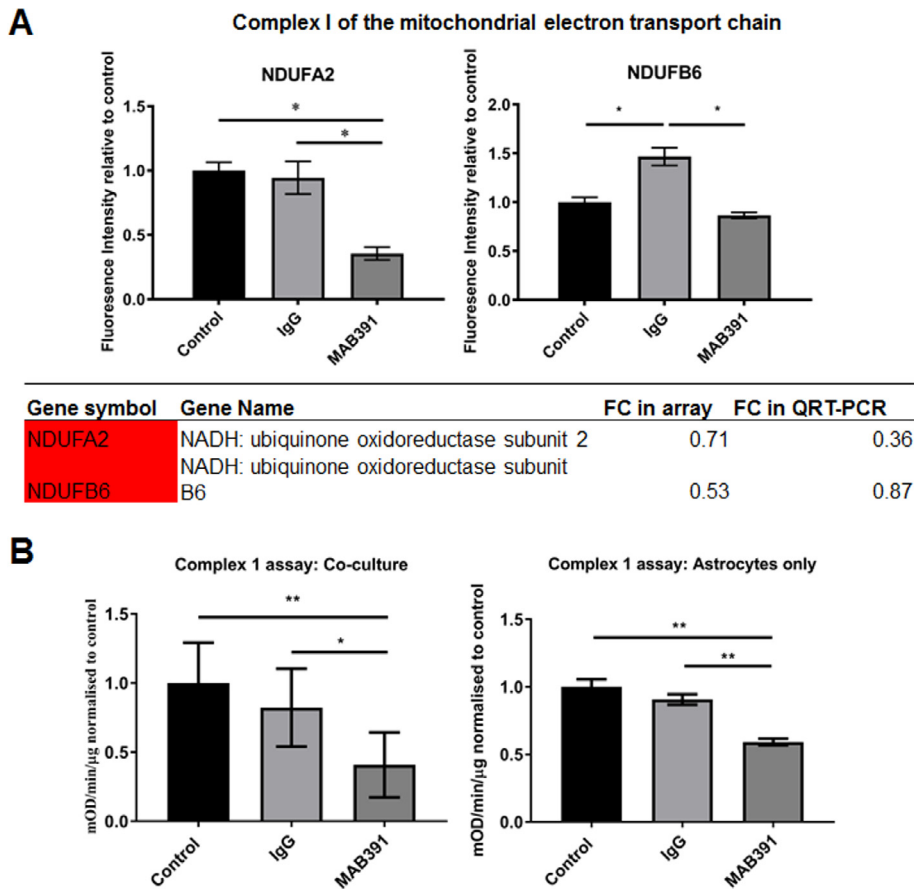 A
Complex I of the mitochondrial electron transport chain
NDUFA2
Fluoresence Intensity relative to control
1.5
1.0
0.5
0.0
*
*
Control
IgG
MAB391
NDUFB6
Fluoresence Intensity relative to control
2.0
1.5
1.0
0.5
0.0
*
*
Control
IgG
MAB391
Gene symbol Gene Name FC in array FC in QRT-PCR
NDUFA2 NADH: ubiquinone oxidoreductase subunit 2 0.71 0.36
NADH: ubiquinone oxidoreductase subunit
NDUFB6 B6 0.53 0.87
B
Complex 1 assay: Co-culture
mOD/min/µg normalised to control
1.5
1.0
0.5
0.0
**
*
Control
IgG
MAB391
Complex 1 assay: Astrocytes only
mOD/min/µg normalised to control
1.5
1.0
0.5
0.0
**
**
Control
IgG
MAB391